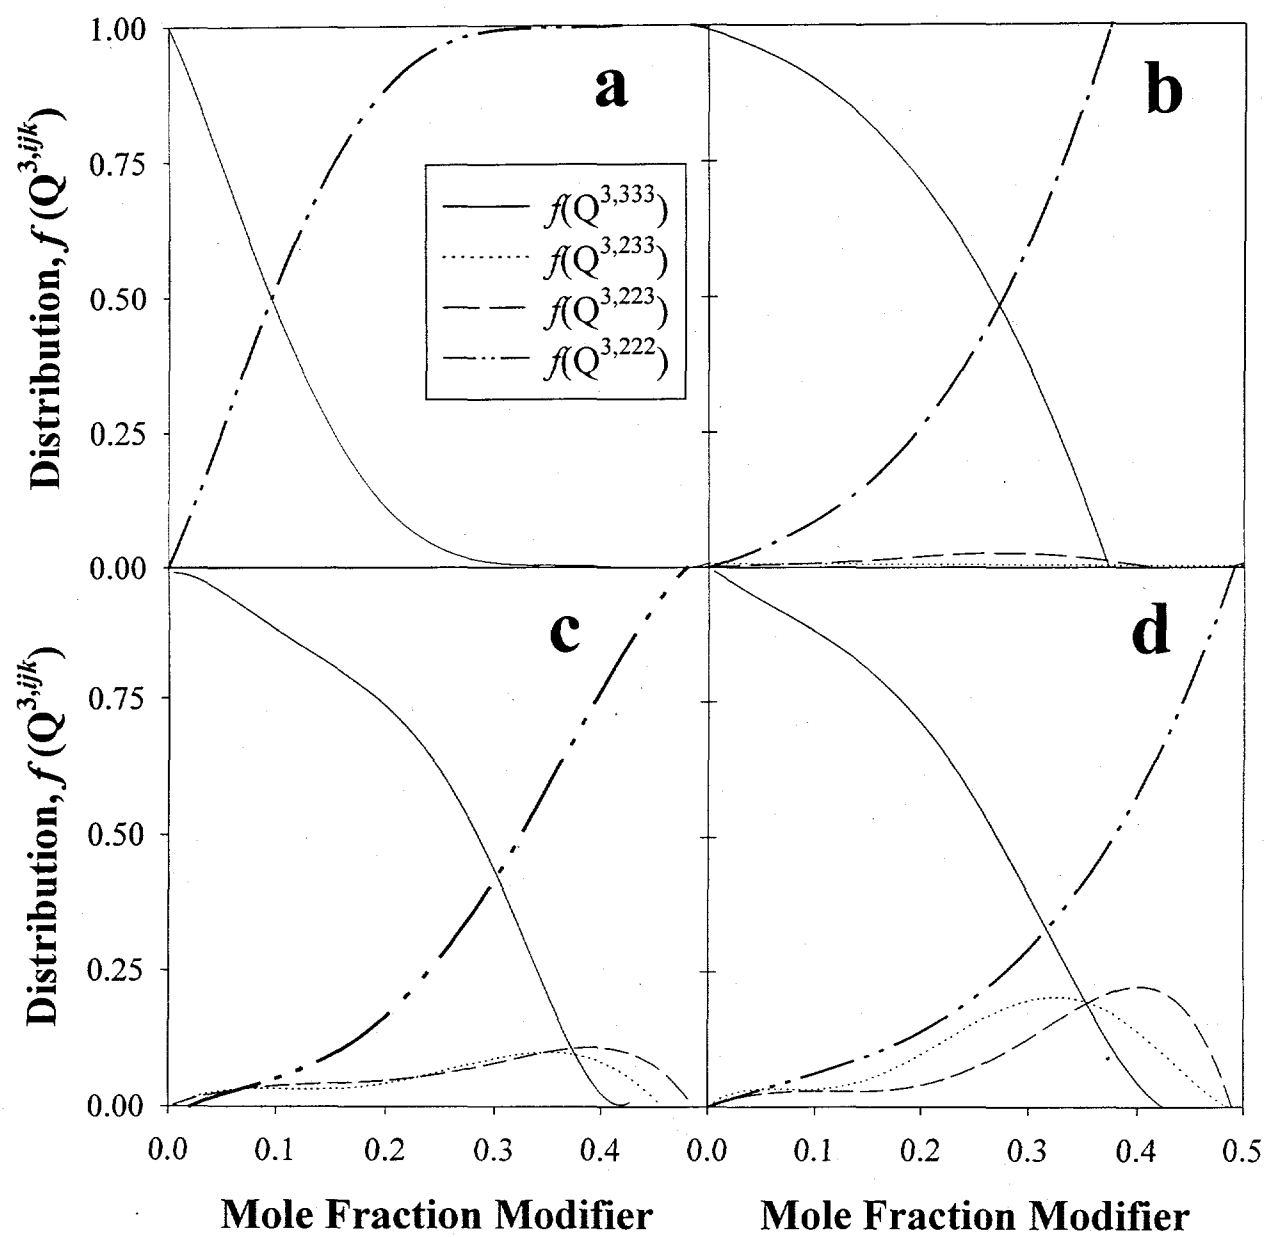 1.00
0.75
0.50
0.25
0.00
Distribution, f (Q3,ijk)
a
f(Q3,333)
f(Q3,233)
f(Q3,223)
f(Q3,222)
b
0.75
0.50
0.25
0.00
Distribution, f (Q3,ijk)
c
d
0.0 0.1 0.2 0.3 0.4 0.0 0.1 0.2 0.3 0.4 0.5
Mole Fraction Modifier Mole Fraction Modifier